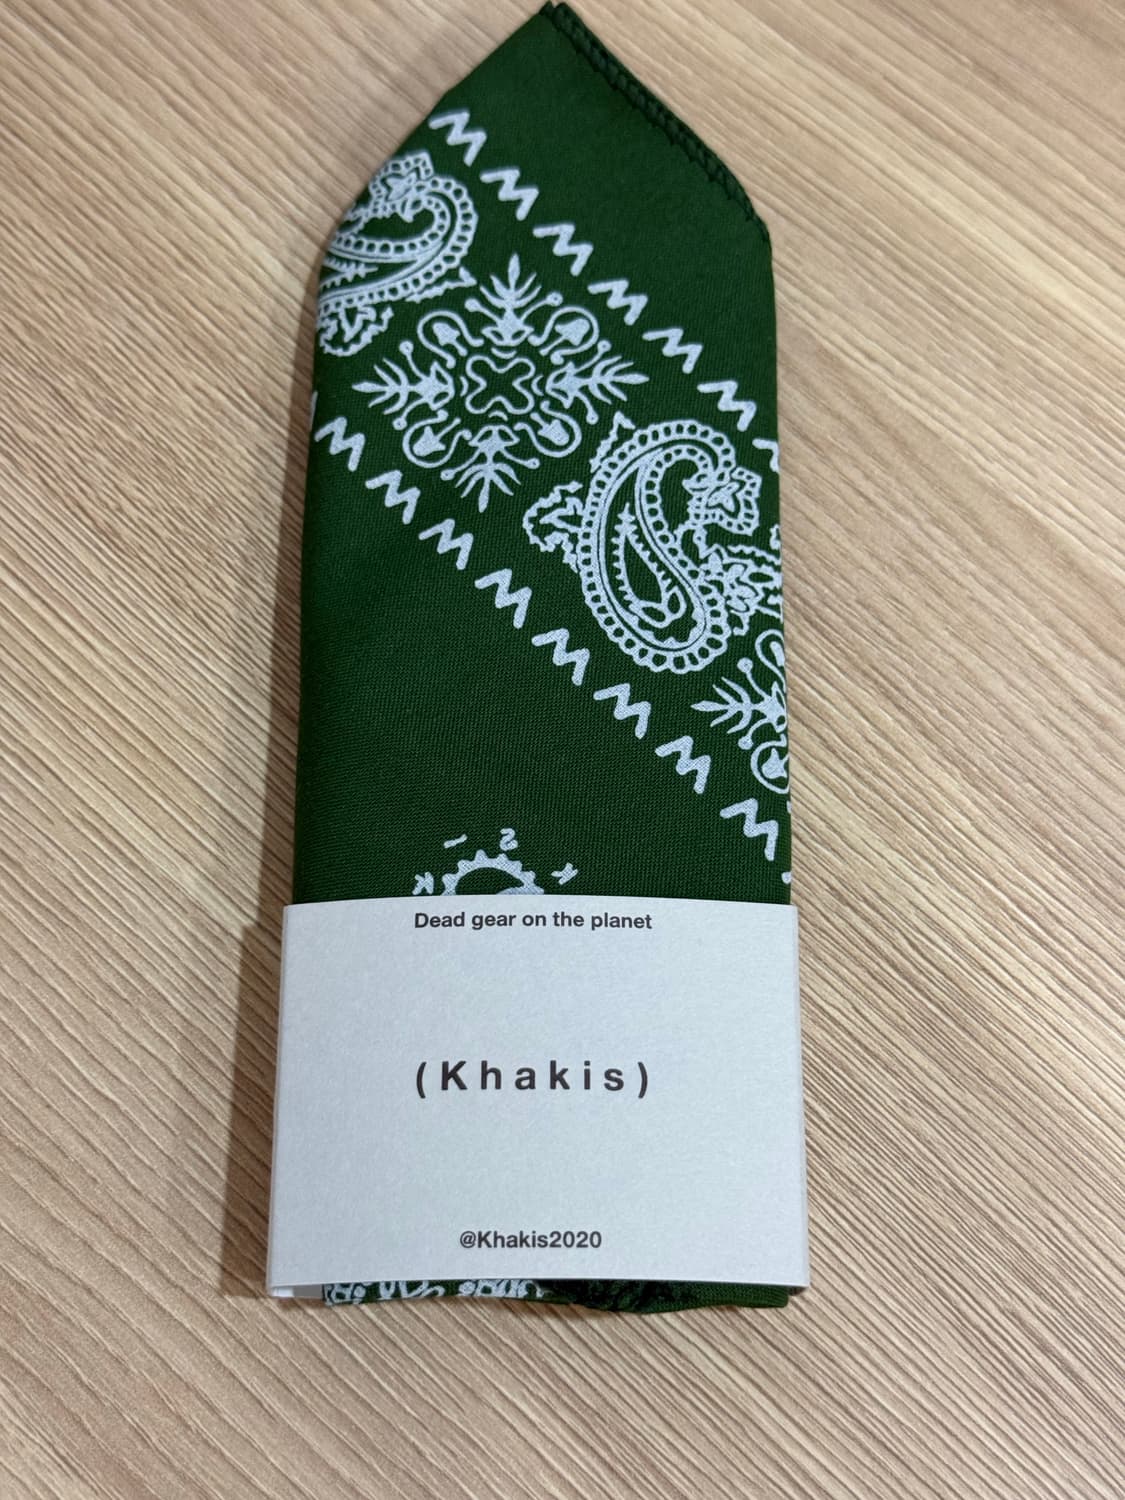 Dead gear on the planet
(Khakis)
@Khakis2020